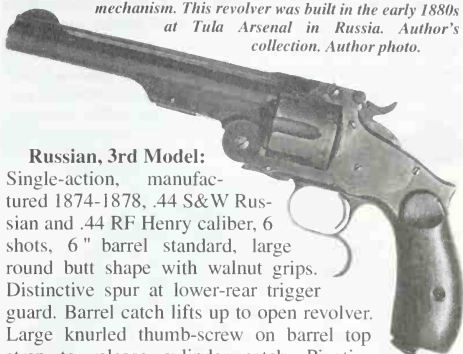 mechanism. This revolver was built in the early 1880s
at Tula Arsenal in Russia. Author's
collection. Author photo.
Russian, 3rd Model:
Single-action, manufac-
tured 1874-1878, .44 S&W Rus-
sian and .44 RF Henry caliber, 6
shots, 6" barrel standard, large
round butt shape with walnut grips.
Distinctive spur at lower-rear trigger
guard. Barrel catch lifts up to open revolver.
Large knurled thumb-screw on barrel top